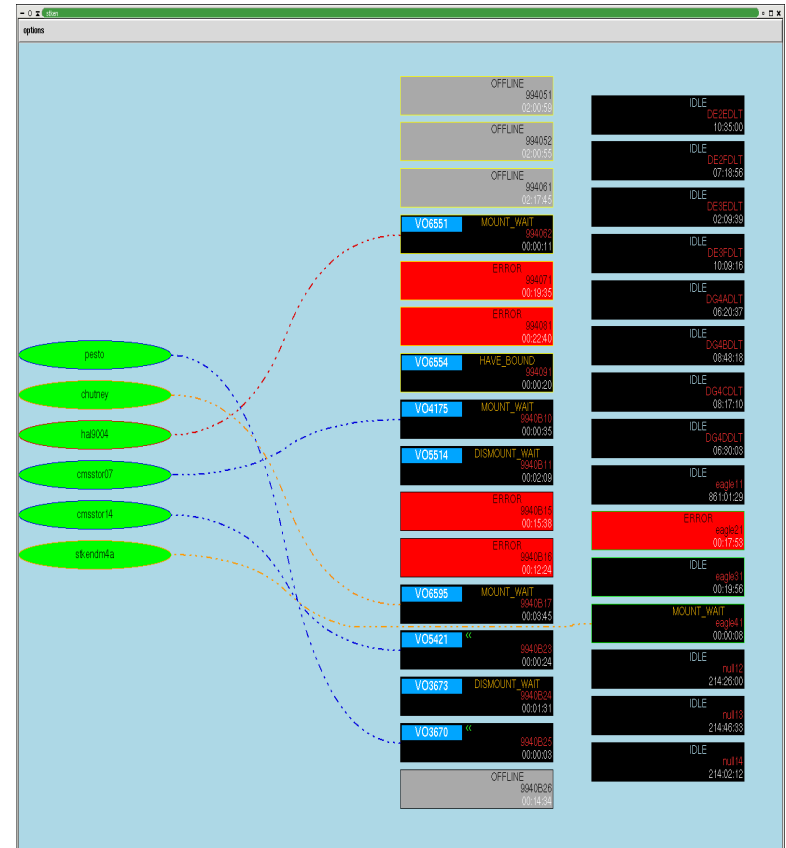 stken
options
OFFLINE
994051
02:00:59
OFFLINE
994052
02:00:55
OFFLINE
994061
02:17:45
VO6551 MOUNT_WAIT
994062
00:00:11
ERROR
994071
00:19:35
ERROR
994081
00:22:40
VO6554 HAVE_BOUND
994091
00:00:20
VO4175 MOUNT_WAIT
9940B10
00:00:35
VO5514 DISMOUNT_WAIT
9940B11
00:02:09
ERROR
9940B15
00:15:38
ERROR
9940B16
00:12:24
VO6595 MOUNT_WAIT
9940B17
00:03:45
VO5421 «
9940B23
00:00:24
VO3673 DISMOUNT_WAIT
9940B24
00:01:31
VO3670 «
9940B25
00:00:03
OFFLINE
9940B26
00:14:34
IDLE
DE2EDLT
10:35:00
IDLE
DE2FDLT
07:18:56
IDLE
DE3EDLT
02:09:39
IDLE
DE3FDLT
10:09:16
IDLE
DG4ADLT
06:20:37
IDLE
DG4BDLT
08:48:18
IDLE
DG4CDLT
08:17:10
IDLE
DG4DDLT
06:30:03
IDLE
eagle11
861:01:29
ERROR
eagle21
00:17:53
IDLE
eagle31
00:19:56
MOUNT_WAIT
eagle41
00:00:08
IDLE
null12
214:26:00
IDLE
null13
214:46:33
IDLE
null14
214:02:12
pesto
chutney
hal9004
cmsstor07
cmsstor14
stkendm4a